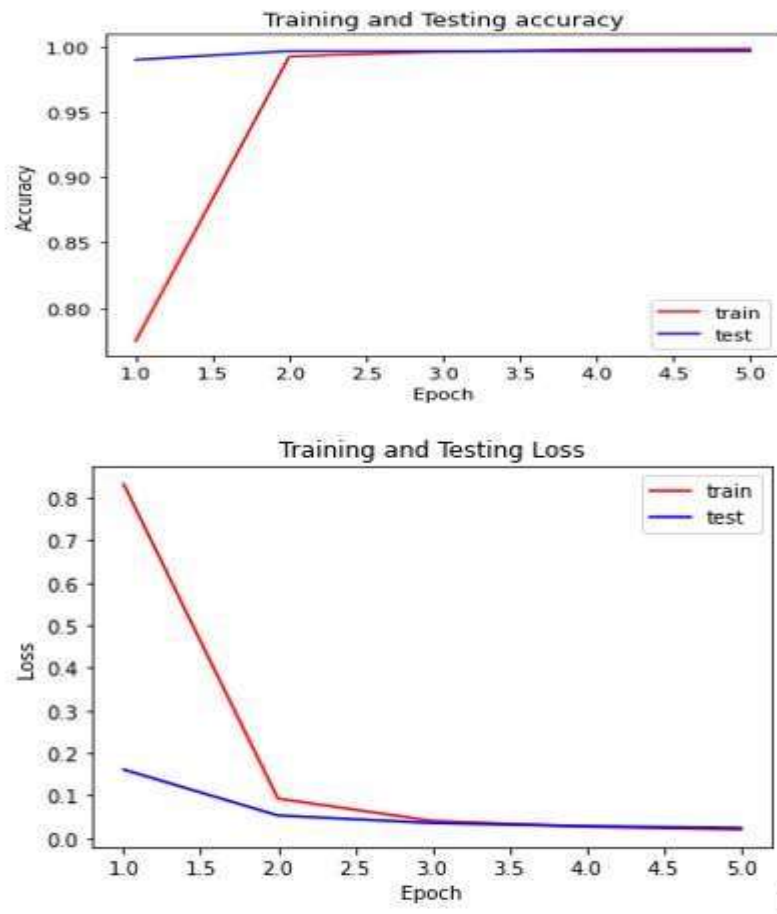 Training and Testing accuracy
1.00
0.95
0.90
0.85
0.80
Accuracy
train
test
1.0 1.5 2.0 2.5 3.0 3.5 4.0 4.5 5.0
Epoch
Training and Testing Loss
0.8
0.7
0.6
0.5
0.4
0.3
0.2
0.1
0.0
Loss
train
test
1.0 1.5 2.0 2.5 3.0 3.5 4.0 4.5 5.0
Epoch